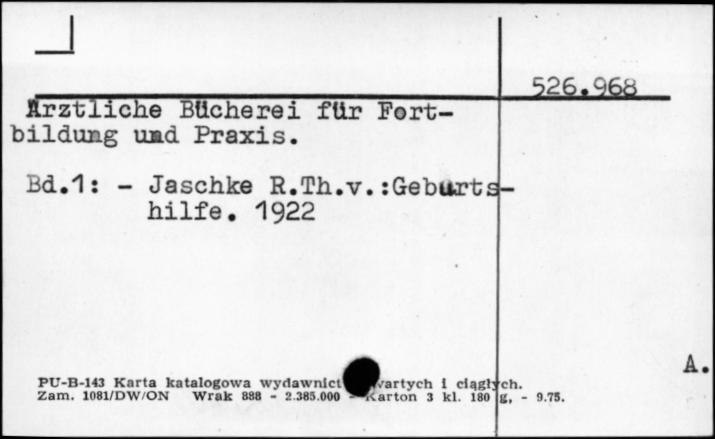 526.968
Ärztliche Bücherei für Fort-
bildung und Praxis.
Bd.1: - Jaschke R.Th.v.:Geburts-
hilfe. 1922
A.
PU-B-143 Karta katalogowa wydawnict wartych i ciągłych.
Zam. 1081/DW/ON Wrak 888 - 2.385.000 - Karton 3 kl. 180 g, - 9.75.